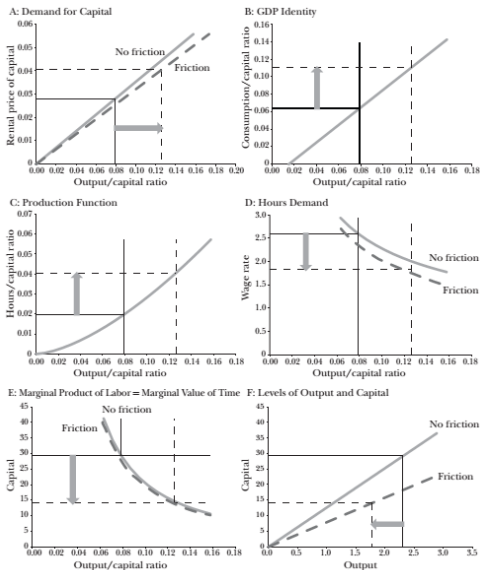 A: Demand for Capital
Rental price of capital
0.06
0.05
0.04
0.03
0.02
0.01
0
No friction
Friction
0.00 0.02 0.04 0.06 0.08 0.10 0.12 0.14 0.16 0.18 0.20
Output/capital ratio
B: GDP Identity
Consumption/capital ratio
0.16
0.14
0.12
0.10
0.08
0.06
0.04
0.02
0
0.00 0.02 0.04 0.06 0.08 0.10 0.12 0.14 0.16 0.18
Output/capital ratio
C: Production Function
Hours/capital ratio
0.07
0.06
0.05
0.04
0.03
0.02
0.01
0
0.00 0.02 0.04 0.06 0.08 0.10 0.12 0.14 0.16 0.18
Output/capital ratio
D: Hours Demand
Wage rate
3.0
2.5
2.0
1.5
1.0
0.5
0
No friction
Friction
0.00 0.02 0.04 0.06 0.08 0.10 0.12 0.14 0.16 0.18
Output/capital ratio
E: Marginal Product of Labor = Marginal Value of Time
Capital
45
40
35
30
25
20
15
10
5
0
No friction
Friction
0.00 0.02 0.04 0.06 0.08 0.10 0.12 0.14 0.16 0.18
Output/capital ratio
F: Levels of Output and Capital
Capital
45
40
35
30
25
20
15
10
5
0
No friction
Friction
0.0 0.5 1.0 1.5 2.0 2.5 3.0 3.5
Output